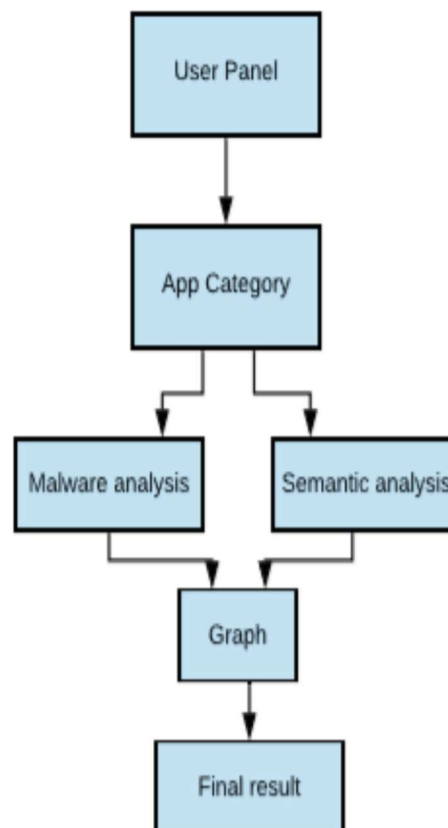 User Panel
App Category
Malware analysis
Semantic analysis
Graph
Final result